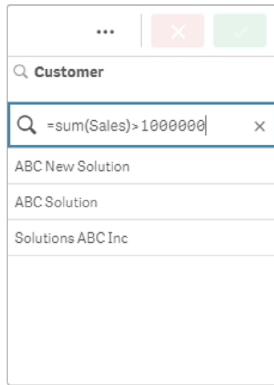 Customer
=sum(Sales)>1000000
ABC New Solution
ABC Solution
Solutions ABC Inc